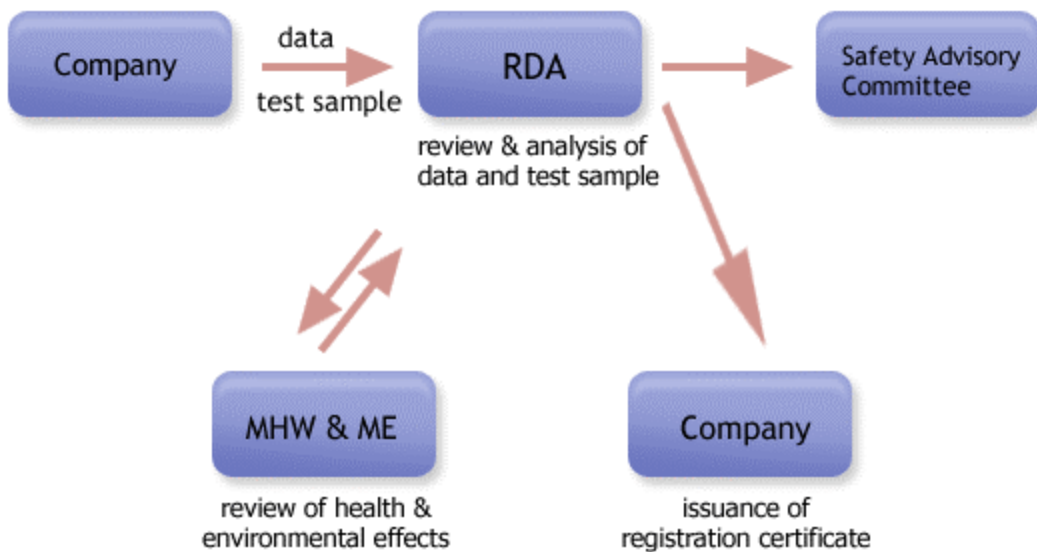 Company
data
test sample
RDA
review & analysis of
data and test sample
Safety Advisory
Committee
MHW & ME
review of health &
environmental effects
Company
issuance of
registration certificate